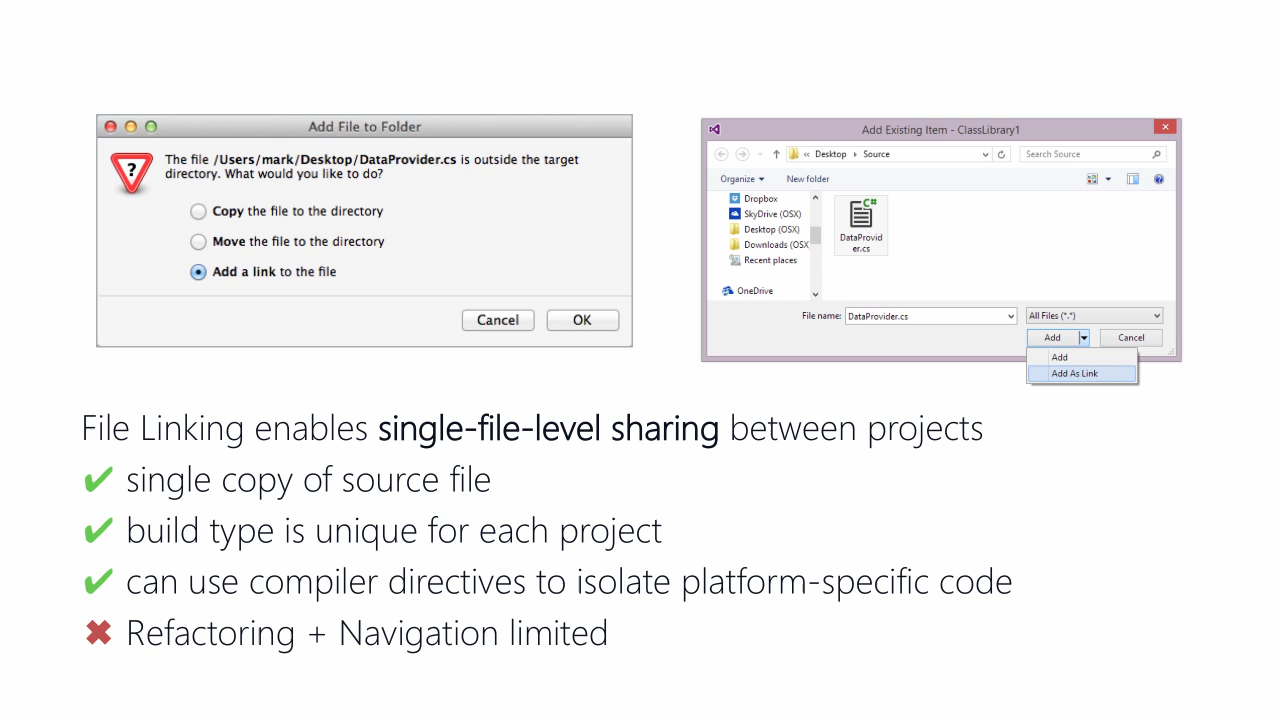 Add File to Folder
?
The file /Users/mark/Desktop/DataProvider.cs is outside the target
directory. What would you like to do?
Copy the file to the directory
Move the file to the directory
Add a link to the file
Cancel OK
Add Existing Item - ClassLibrary1
« Desktop Source
Search Source
Organize New folder
Dropbox
SkyDrive (OSX)
Desktop (OSX)
Downloads (OSX
Recent places
OneDrive
C#
DataProvid
er.cs
File name: DataProvider.cs All Files (*.*)
Add Cancel
Add
Add As Link
File Linking enables single-file-level sharing between projects
✔ single copy of source file
✔ build type is unique for each project
✔ can use compiler directives to isolate platform-specific code
✖ Refactoring + Navigation limited